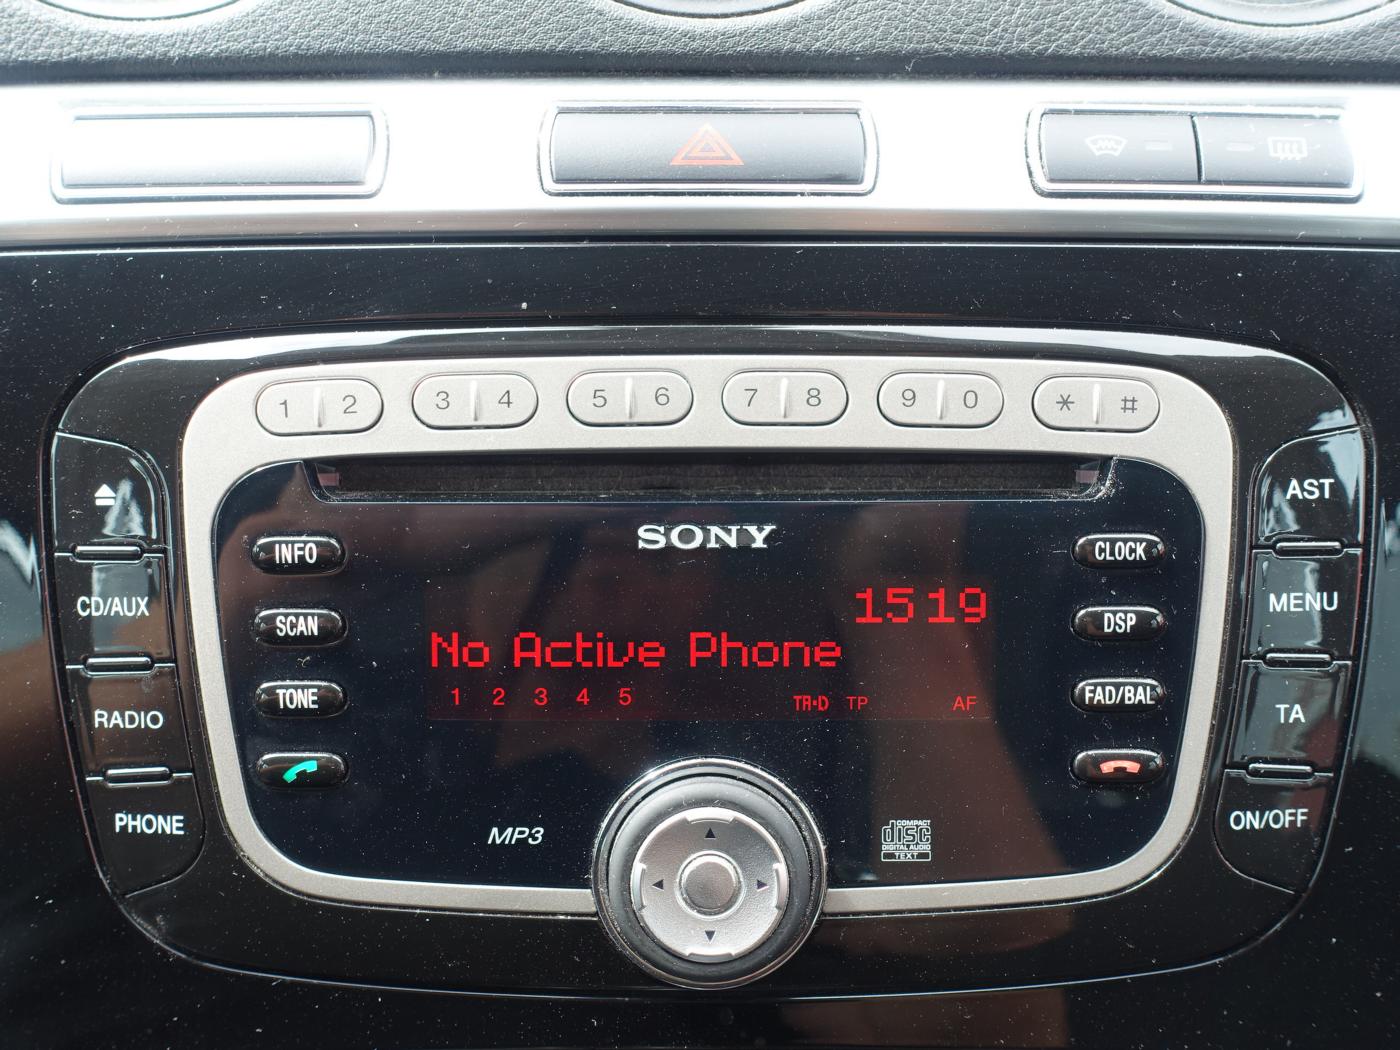 1 2 3 4 5 6 7 8 9 0 * #
SONY
INFO
SCAN
TONE
CD/AUX
RADIO
PHONE
15 19
No Active Phone
1 2 3 4 5 TA·D TP AF
MP3
COMPACT
disc
DIGITAL AUDIO
TEXT
CLOCK
DSP
FAD/BAL
AST
MENU
TA
ON/OFF